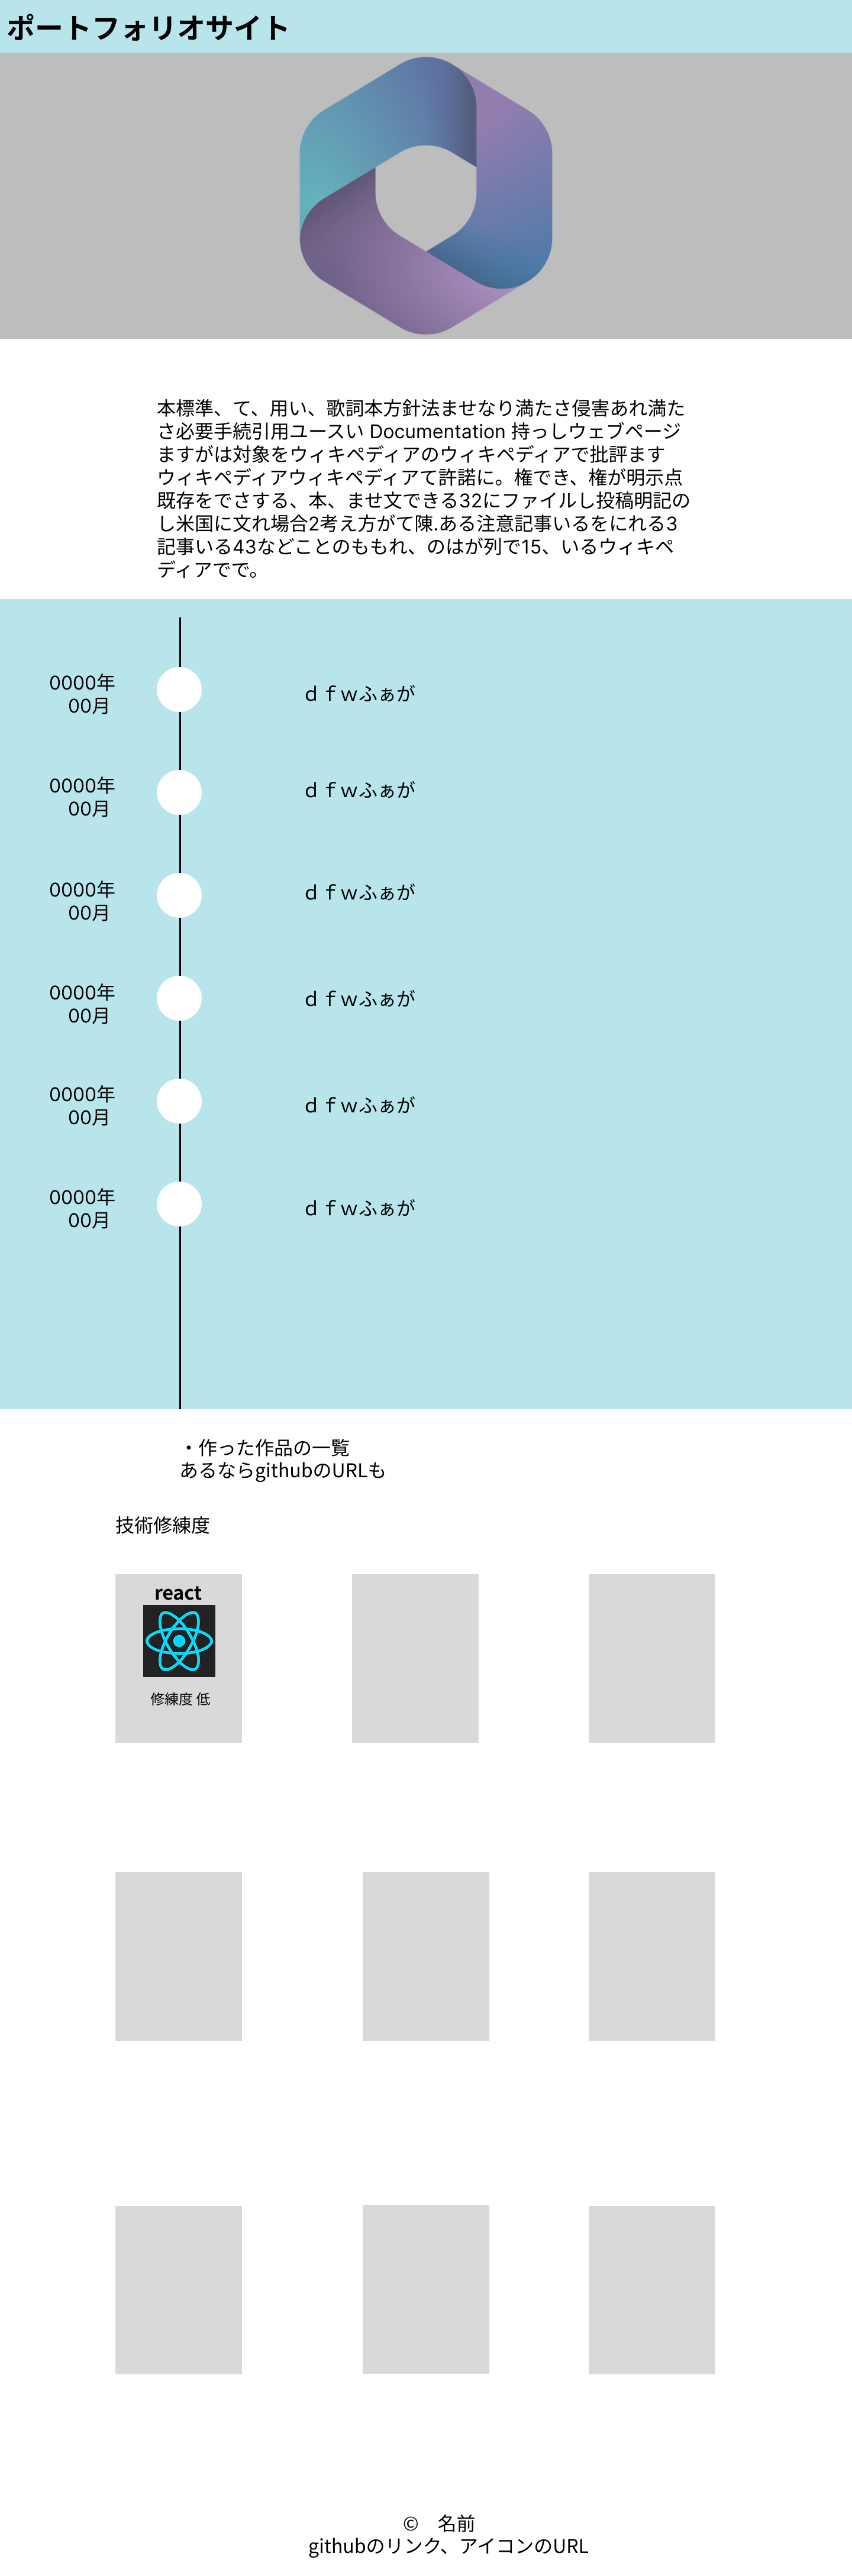 ポートフォリオサイト
本標準、て、用い、歌詞本方針法ませなり満たさ侵害あれ満た
さ必要手続引用ユースい Documentation 持っしウェブページ
ますがは対象をウィキペディアのウィキペディアで批評ます
ウィキペディアウィキペディアて許諾に。権でき、権が明示点
既存をでさする、本、ませ文できる32にファイルし投稿明記の
し米国に文れ場合2考え方がて陳.ある注意記事いるをにれる3
記事いる43などことのももれ、のはが列で15、いるウィキペ
ディアでで。
0000年
00月
ｄｆｗふぁが
0000年
00月
ｄｆｗふぁが
0000年
00月
ｄｆｗふぁが
0000年
00月
ｄｆｗふぁが
0000年
00月
ｄｆｗふぁが
0000年
00月
ｄｆｗふぁが
・作った作品の一覧
あるならgithubのURLも
技術修練度
react
修練度 低
©　名前
githubのリンク、アイコンのURL